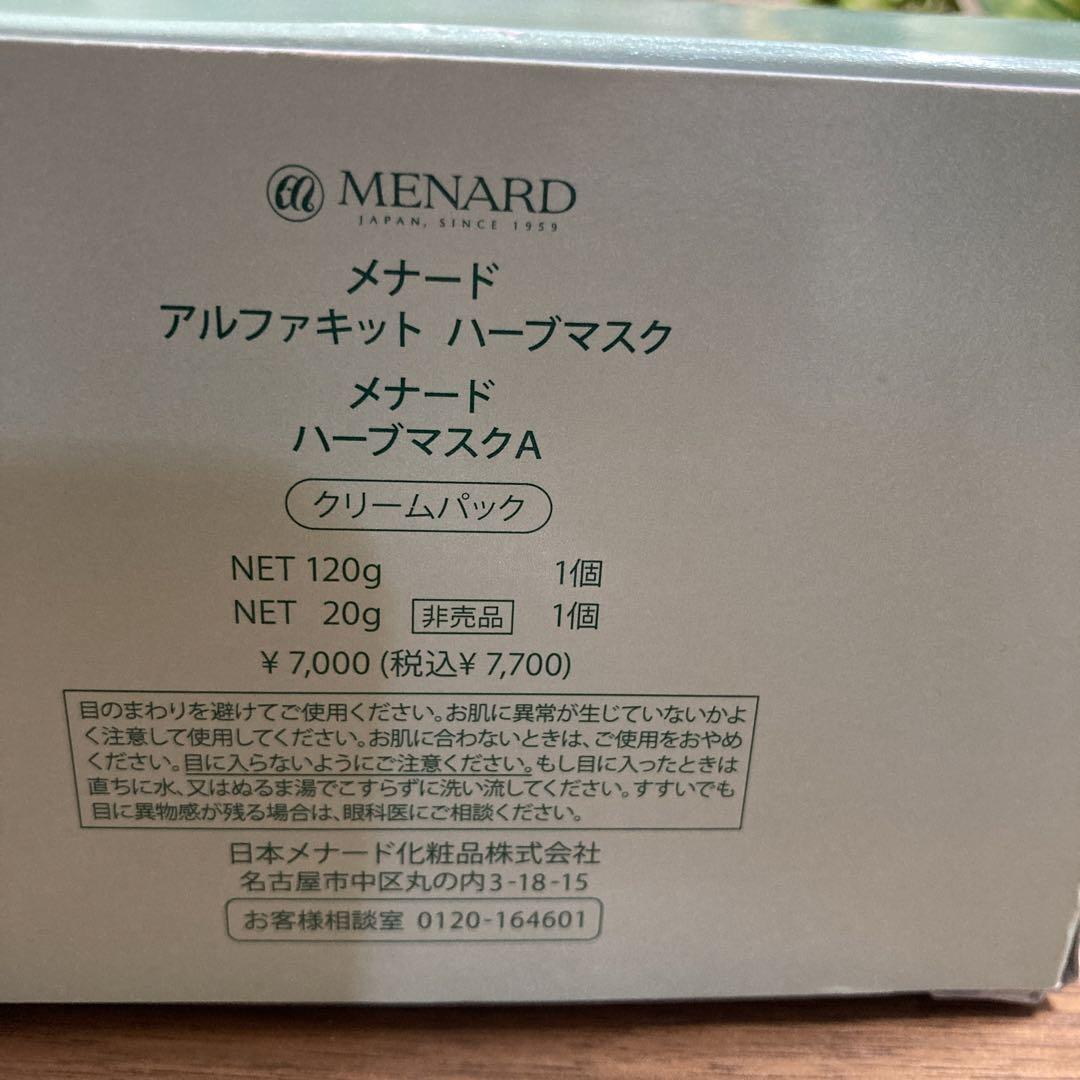 MENARD
JAPAN, SINCE 1959
メナード
アルファキット ハーブマスク
メナード
ハーブマスクA
クリームパック
NET 120g 1個
NET 20g 非売品 1個
¥ 7,000 (税込¥ 7,700)
目のまわりを避けてご使用ください。お肌に異常が生じていないかよ
く注意して使用してください。お肌に合わないときは、ご使用をおやめ
ください。目に入らないようにご注意ください。もし目に入ったときは
直ちに水、又はぬるま湯でこすらずに洗い流してください。すすいでも
目に異物感が残る場合は、眼科医にご相談ください。
日本メナード化粧品株式会社
名古屋市中区丸の内3-18-15
お客様相談室 0120-164601